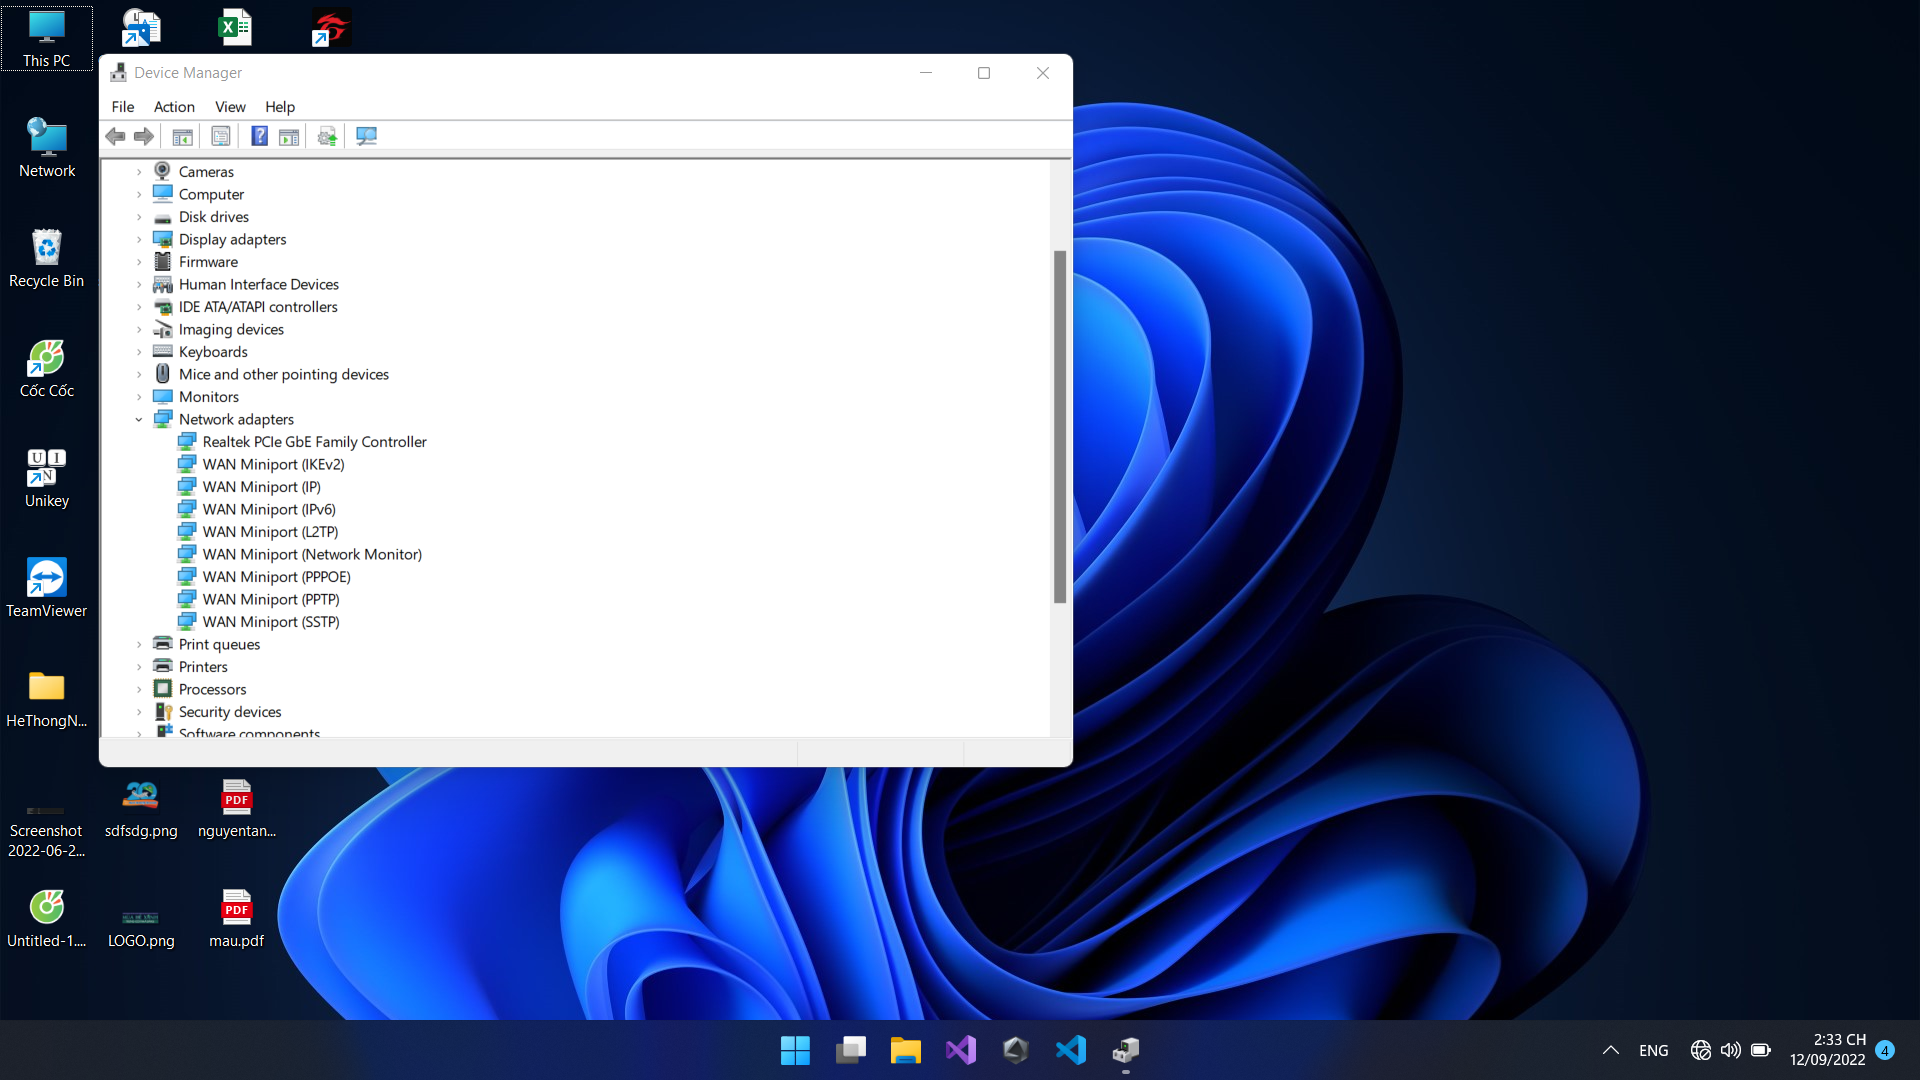 This PC
Network
Recycle Bin
Cốc Cốc
U I
N
Unikey
TeamViewer
HeThongN...
Screenshot
2022-06-2...
sdfsdg.png
PDF
nguyentan...
Untitled-1....
LOGO.png
PDF
mau.pdf
Device Manager
File Action View Help
Cameras
Computer
Disk drives
Display adapters
Firmware
Human Interface Devices
IDE ATA/ATAPI controllers
Imaging devices
Keyboards
Mice and other pointing devices
Monitors
Network adapters
Realtek PCIe GbE Family Controller
WAN Miniport (IKEv2)
WAN Miniport (IP)
WAN Miniport (IPv6)
WAN Miniport (L2TP)
WAN Miniport (Network Monitor)
WAN Miniport (PPPOE)
WAN Miniport (PPTP)
WAN Miniport (SSTP)
Print queues
Printers
Processors
Security devices
Software components
ENG
2:33 CH
12/09/2022
4